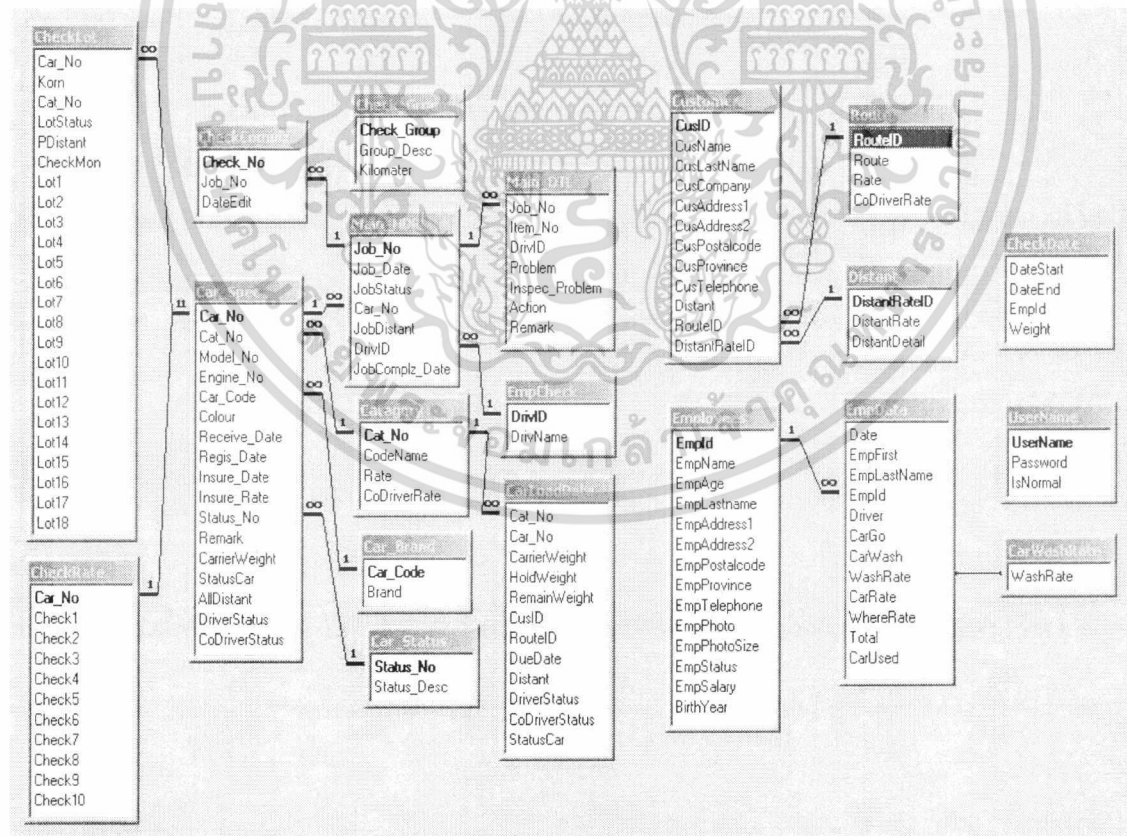 CheckLot
Car_No
Korn
Cat_No
LotStatus
PDistant
CheckMon
Lot1
Lot2
Lot3
Lot4
Lot5
Lot6
Lot7
Lot8
Lot9
Lot10
Lot11
Lot12
Lot13
Lot14
Lot15
Lot16
Lot17
Lot18
CheckRate
Car_No
Check1
Check2
Check3
Check4
Check5
Check6
Check7
Check8
Check9
Check10
Check_No
Job_No
DateEdit
Car_No
Cat_No
Model_No
Engine_No
Car_Code
Colour
Receive_Date
Regis_Date
Insure_Date
Insure_Rate
Status_No
Remark
CarrierWeight
StatusCar
AllDistant
DriverStatus
CoDriverStatus
Check_Group
Group_Desc
Kilomater
Job_No
Job_Date
JobStatus
Car_No
JobDistant
DrivID
JobComplz_Date
Cat_No
CodeName
Rate
CoDriverRate
Car_Brand
Car_Code
Brand
Car_Status
Status_No
Status_Desc
Job_No
Item_No
DrivID
Problem
Inspec_Problem
Action
Remark
EmpCheck
DrivID
DrivName
Cat_No
Car_No
CarrierWeight
HoldWeight
RemainWeight
CusID
RouteID
DueDate
Distant
DriverStatus
CoDriverStatus
StatusCar
CusID
CusName
CusLastName
CusCompany
CusAddress1
CusAddress2
CusPostalcode
CusProvince
CusTelephone
Distant
RouteID
DistantRateID
Route
RouteID
Route
Rate
CoDriverRate
Distant
DistantRateID
DistantRate
DistantDetail
CheckDate
DateStart
DateEnd
EmpId
Weight
EmpId
EmpName
EmpAge
EmpLastname
EmpAddress1
EmpAddress2
EmpPostalcode
EmpProvince
EmpTelephone
EmpPhoto
EmpPhotoSize
EmpStatus
EmpSalary
BirthYear
EmpData
Date
EmpFirst
EmpLastName
EmpId
Driver
CarGo
CarWash
WashRate
CarRate
WhereRate
Total
CarUsed
UserName
UserName
Password
IsNormal
CarWashRate
WashRate